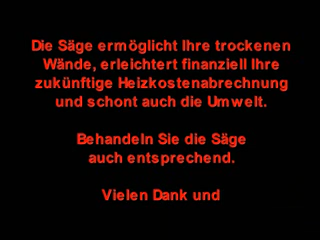 Die Säge ermöglicht Ihre trockenen
Wände, erleichtert finanziell Ihre
zukünftige Heizkostenabrechnung
und schont auch die Umwelt.
Behandeln Sie die Säge
auch entsprechend.
Vielen Dank und